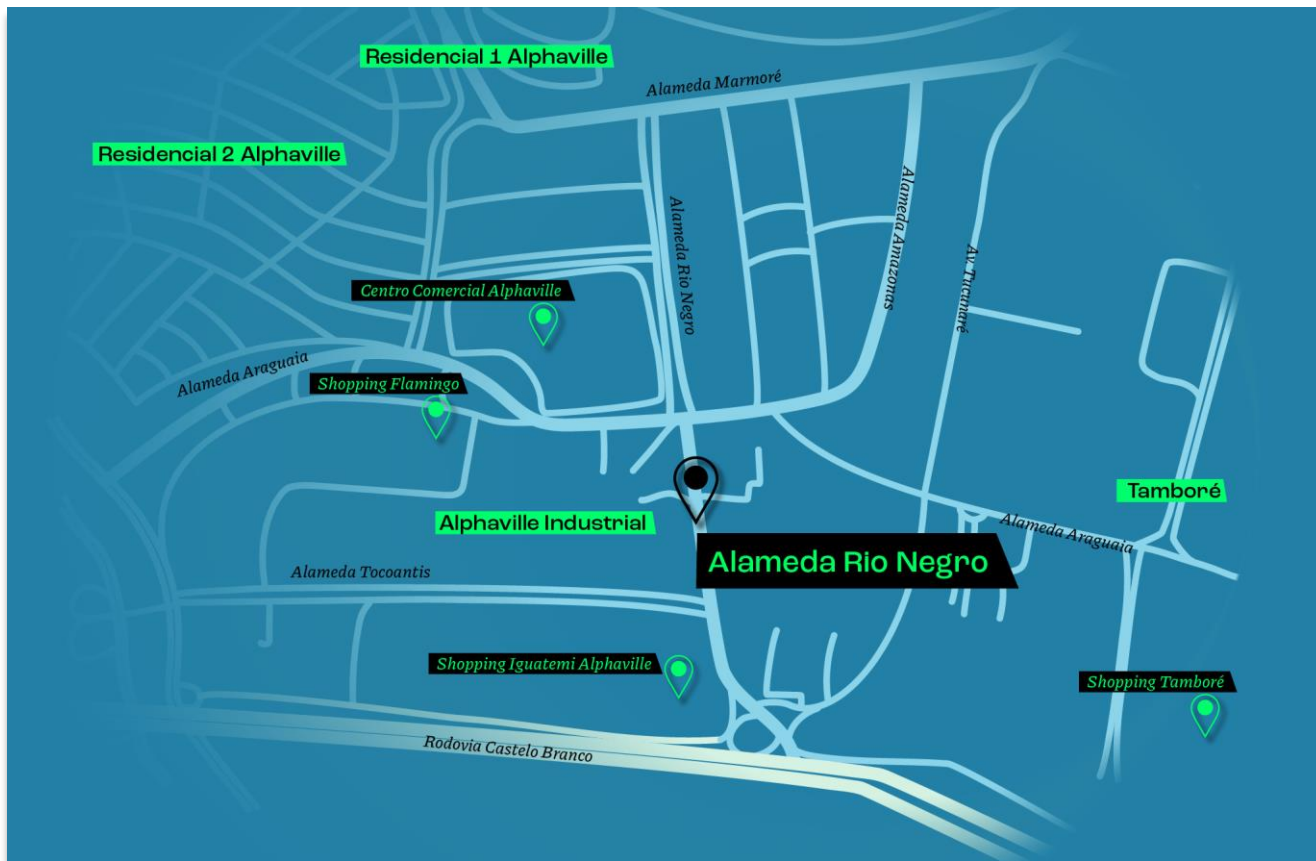 Residencial 1 Alphaville
Alameda Marmoré
Residencial 2 Alphaville
Alameda Rio Negro
Alameda Amazonas
Av. Tucunaré
Centro Comercial Alphaville
Alameda Araguaia
Shopping Flamingo
Tamboré
Alphaville Industrial
Alameda Araguaia
Alameda Rio Negro
Alameda Tocoantis
Shopping Iguatemi Alphaville
Shopping Tamboré
Rodovia Castelo Branco